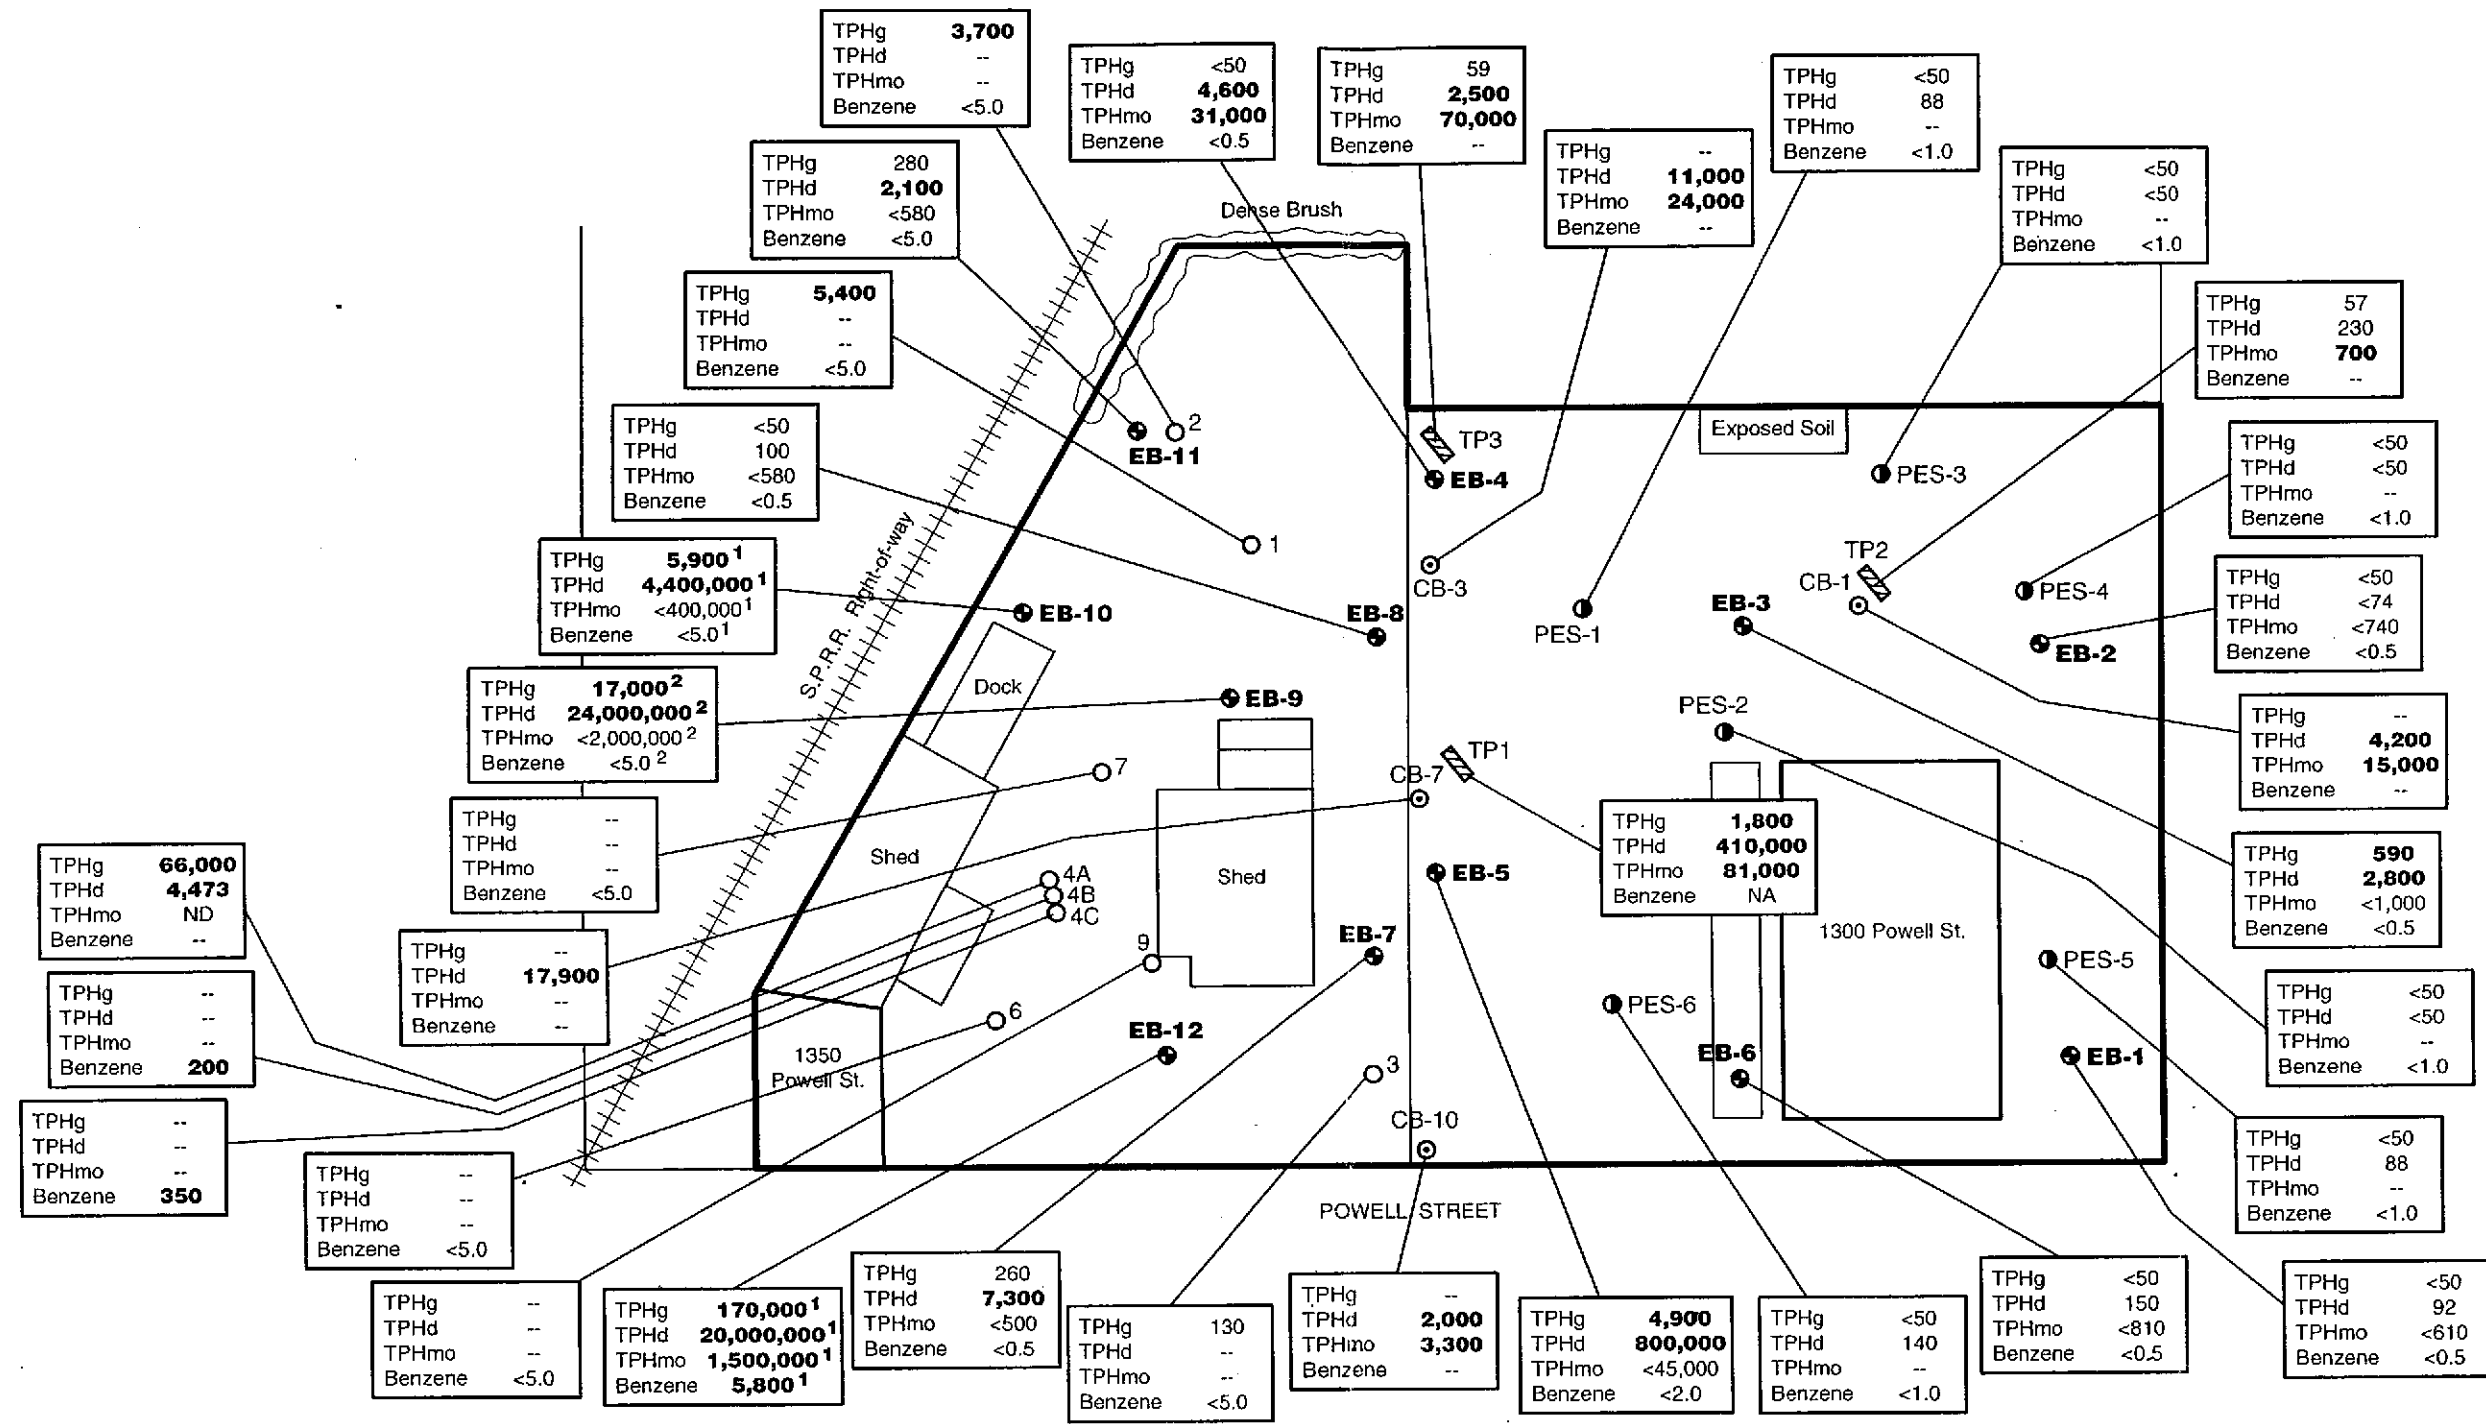 TPHg 3,700
TPHd --
TPHmo --
Benzene <5.0
TPHg <50
TPHd 4,600
TPHmo 31,000
Benzene <0.5
TPHg 59
TPHd 2,500
TPHmo 70,000
Benzene --
TPHg <50
TPHd 88
TPHmo --
Benzene <1.0
TPHg --
TPHd 11,000
TPHmo 24,000
Benzene --
TPHg 280
TPHd 2,100
TPHmo <580
Benzene <5.0
TPHg <50
TPHd <50
TPHmo --
Benzene <1.0
Dense Brush
TPHg 5,400
TPHd --
TPHmo --
Benzene <5.0
TPHg 57
TPHd 230
TPHmo 700
Benzene --
TPHg <50
TPHd 100
TPHmo <580
Benzene <0.5
2
EB-11
TP3
EB-4
Exposed Soil
PES-3
TPHg <50
TPHd <50
TPHmo --
Benzene <1.0
S.P.R.R. Right-of-way
1
CB-3
TP2
CB-1
PES-4
TPHg 5,900 1
TPHd 4,400,000 1
TPHmo <400,000 1
Benzene <5.0 1
EB-10
EB-8
PES-1
EB-3
EB-2
TPHg <50
TPHd <74
TPHmo <740
Benzene <0.5
TPHg 17,000 2
TPHd 24,000,000 2
TPHmo <2,000,000 2
Benzene <5.0 2
Dock
EB-9
PES-2
TPHg --
TPHd 4,200
TPHmo 15,000
Benzene --
7
CB-7
TP1
TPHg --
TPHd --
TPHmo --
Benzene <5.0
Shed
4A
4B
4C
Shed
EB-5
TPHg 1,800
TPHd 410,000
TPHmo 81,000
Benzene NA
1300 Powell St.
TPHg 590
TPHd 2,800
TPHmo <1,000
Benzene <0.5
TPHg 66,000
TPHd 4,473
TPHmo ND
Benzene --
TPHg --
TPHd 17,900
TPHmo --
Benzene --
9
EB-7
PES-5
PES-6
TPHg --
TPHd --
TPHmo --
Benzene 200
6
EB-12
1350
Powell St.
3
EB-6
EB-1
TPHg <50
TPHd <50
TPHmo --
Benzene <1.0
TPHg --
TPHd --
TPHmo --
Benzene 350
CB-10
TPHg --
TPHd --
TPHmo --
Benzene <5.0
POWELL STREET
TPHg <50
TPHd 88
TPHmo --
Benzene <1.0
TPHg --
TPHd --
TPHmo --
Benzene <5.0
TPHg 170,000 1
TPHd 20,000,000 1
TPHmo 1,500,000 1
Benzene 5,800 1
TPHg 260
TPHd 7,300
TPHmo <500
Benzene <0.5
TPHg 130
TPHd --
TPHmo --
Benzene <5.0
TPHg --
TPHd 2,000
TPHmo 3,300
Benzene --
TPHg 4,900
TPHd 800,000
TPHmo <45,000
Benzene <2.0
TPHg <50
TPHd 140
TPHmo --
Benzene <1.0
TPHg <50
TPHd 150
TPHmo <810
Benzene <0.5
TPHg <50
TPHd 92
TPHmo <610
Benzene <0.5